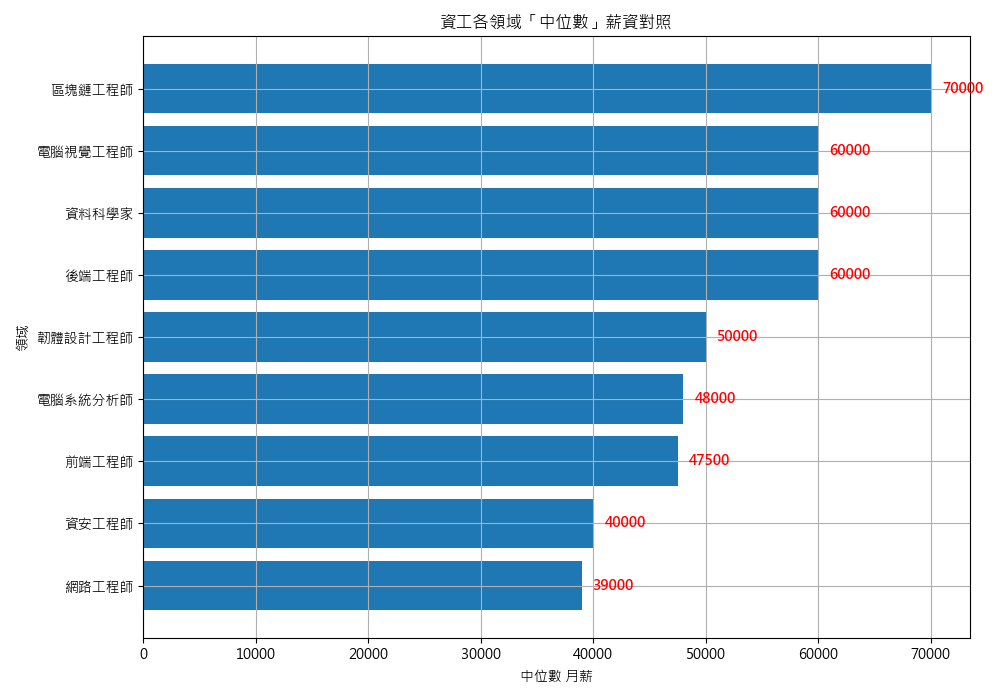 資工各領域「中位數」薪資對照
區塊鏈工程師 70000
電腦視覺工程師 60000
資料科學家 60000
後端工程師 60000
韌體設計工程師 50000
電腦系統分析師 48000
前端工程師 47500
資安工程師 40000
網路工程師 39000
領域
0 10000 20000 30000 40000 50000 60000 70000
中位數 月薪